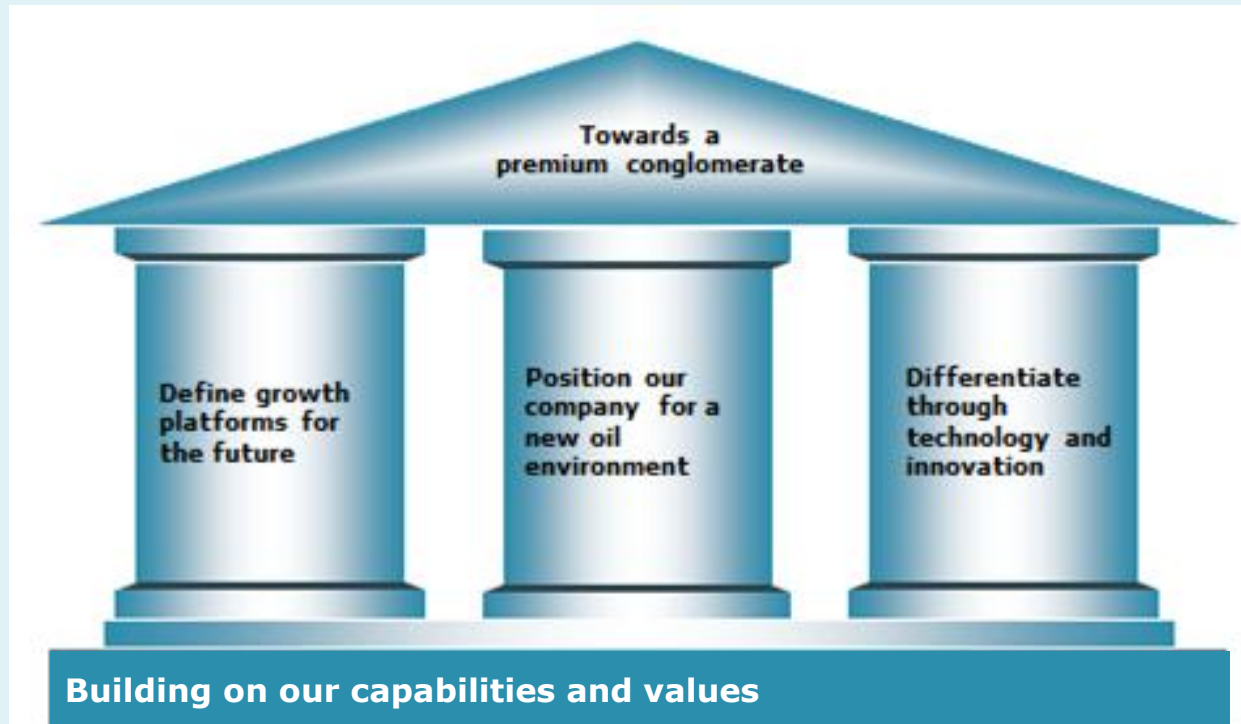 Towards a
premium conglomerate
Define growth
platforms for
the future
Position our
company for a
new oil
environment
Differentiate
through
technology and
innovation
Building on our capabilities and values